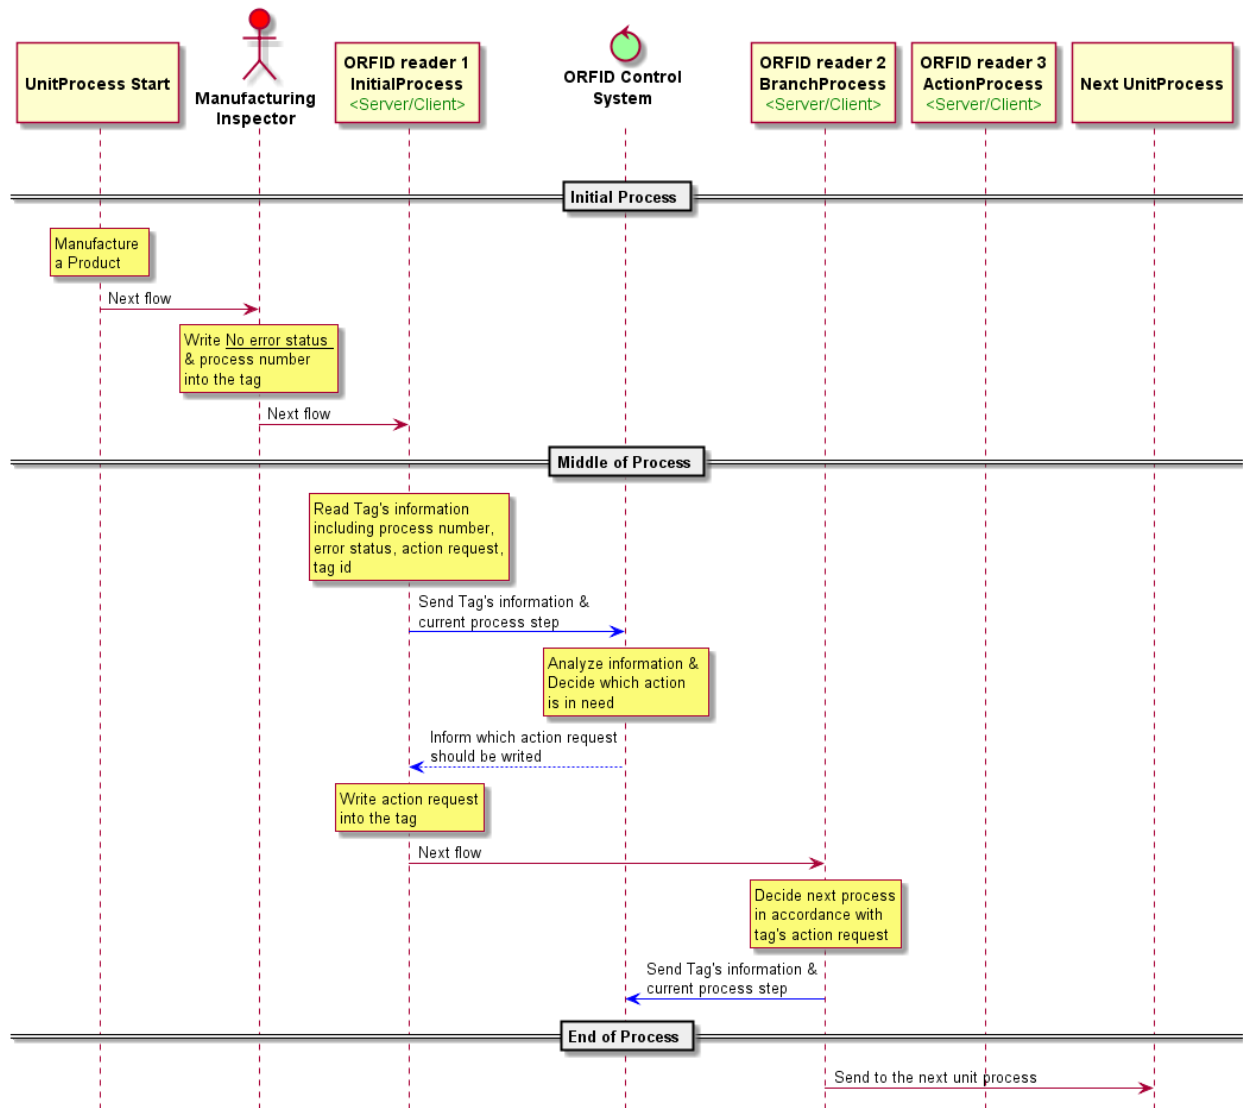 UnitProcess Start
Manufacturing
Inspector
ORFID reader 1
InitialProcess
<Server/Client>
ORFID Control
System
ORFID reader 2
BranchProcess
<Server/Client>
ORFID reader 3
ActionProcess
<Server/Client>
Next UnitProcess
Initial Process
Manufacture
a Product
Next flow
Write No error status
& process number
into the tag
Next flow
Middle of Process
Read Tag's information
including process number,
error status, action request,
tag id
Send Tag's information &
current process step
Analyze information &
Decide which action
is in need
Inform which action request
should be writed
Write action request
into the tag
Next flow
Decide next process
in accordance with
tag's action request
Send Tag's information &
current process step
End of Process
Send to the next unit process